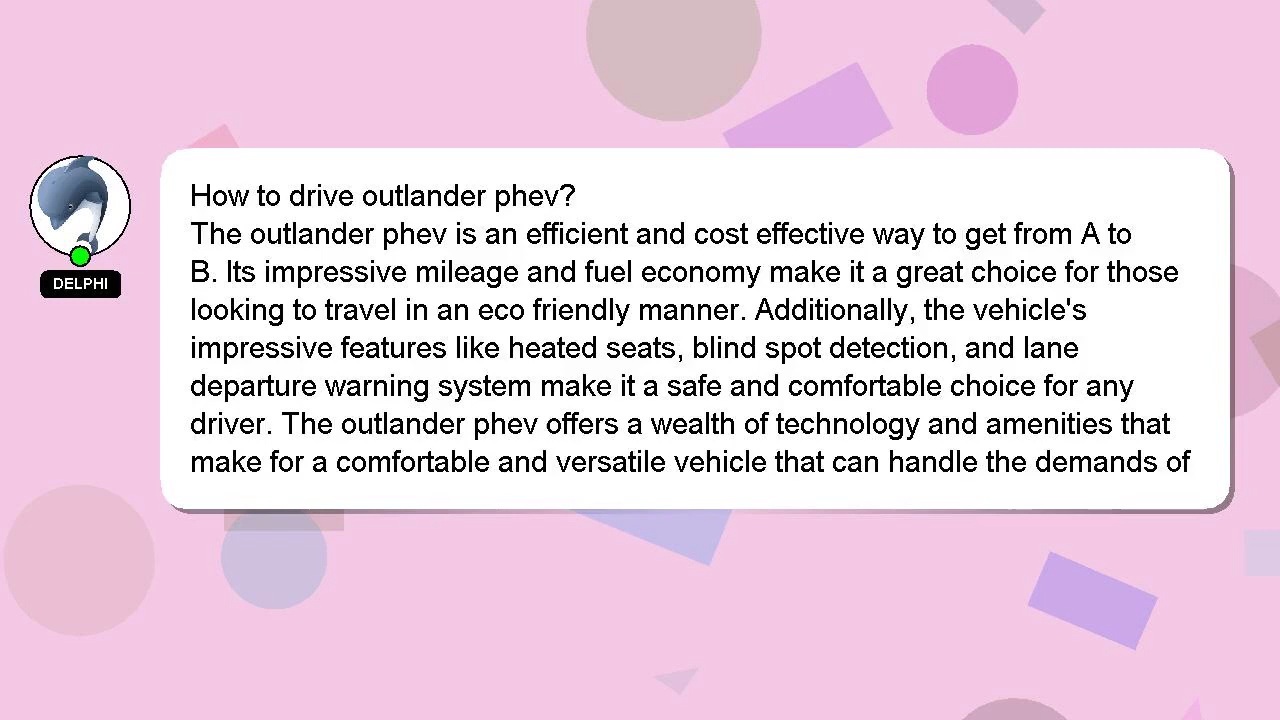 How to drive outlander phev?
The outlander phev is an efficient and cost effective way to get from A to
B. Its impressive mileage and fuel economy make it a great choice for those
looking to travel in an eco friendly manner. Additionally, the vehicle's
impressive features like heated seats, blind spot detection, and lane
departure warning system make it a safe and comfortable choice for any
driver. The outlander phev offers a wealth of technology and amenities that
make for a comfortable and versatile vehicle that can handle the demands of
DELPHI